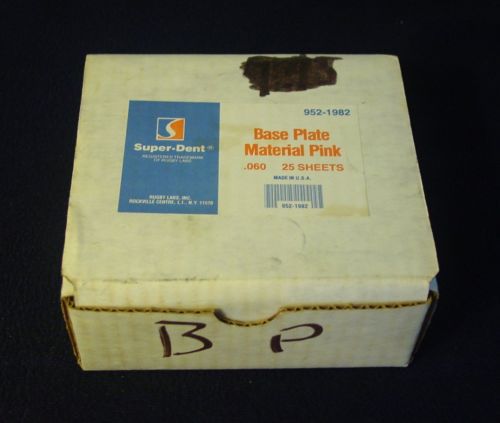 Super-Dent®
REGISTERED TRADEMARK
OF RUGBY LABS
RUGBY LABS, INC.
ROCKVILLE CENTRE, L.I., N.Y. 11570
952-1982
Base Plate
Material Pink
.060 25 SHEETS
MADE IN U.S.A.
952-1982
B P